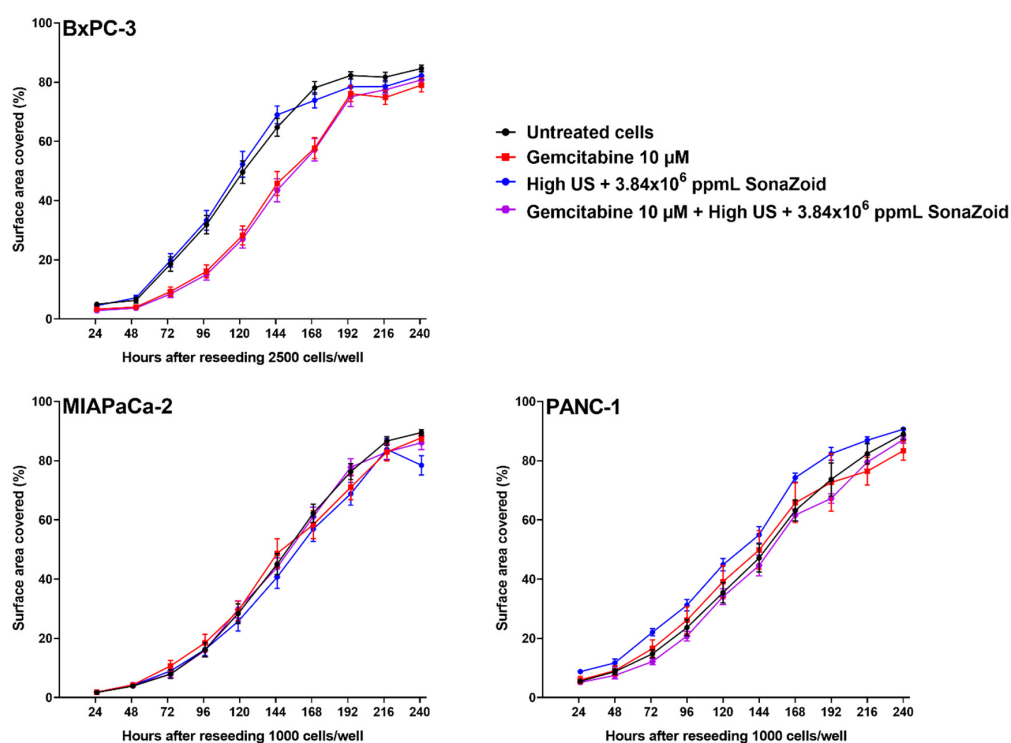 BxPC-3
Surface area covered (%)
100
80
60
40
20
0
24 48 72 96 120 144 168 192 216 240
Hours after reseeding 2500 cells/well
Untreated cells
Gemcitabine 10 µM
High US + 3.84x10⁶ ppmL SonaZoid
Gemcitabine 10 µM + High US + 3.84x10⁶ ppmL SonaZoid
MIAPaCa-2
Surface area covered (%)
100
80
60
40
20
0
24 48 72 96 120 144 168 192 216 240
Hours after reseeding 1000 cells/well
PANC-1
Surface area covered (%)
100
80
60
40
20
0
24 48 72 96 120 144 168 192 216 240
Hours after reseeding 1000 cells/well